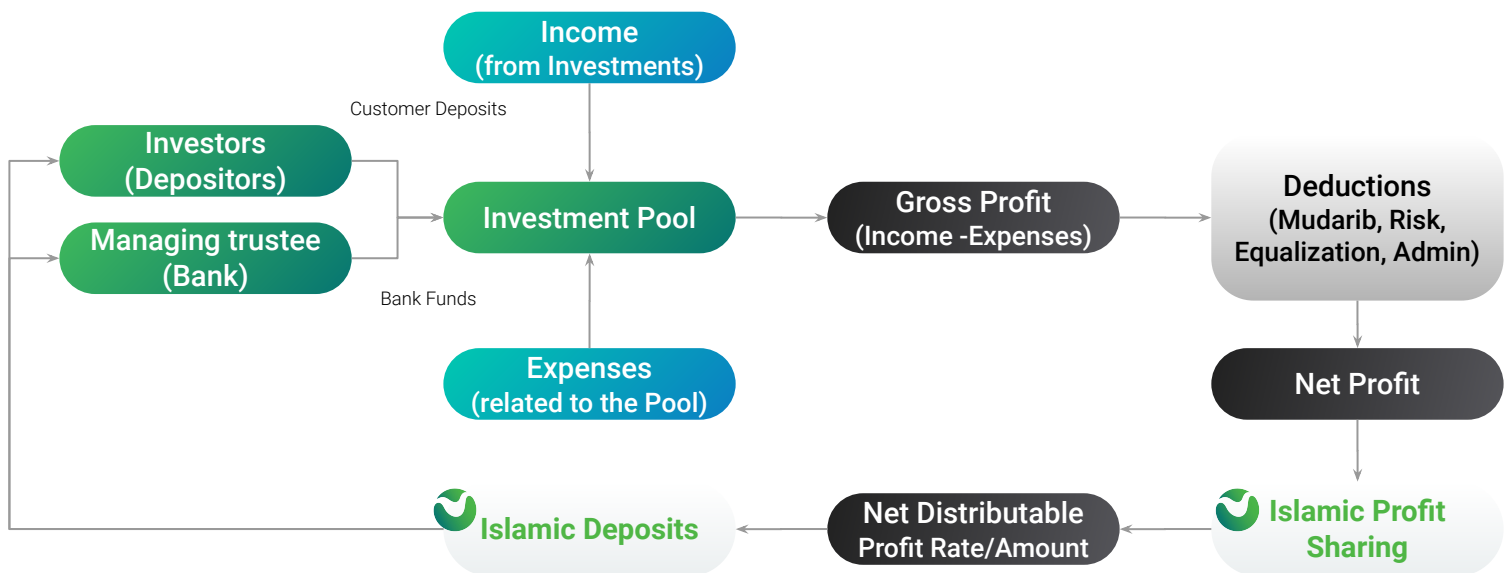 Income
(from Investments)
Customer Deposits
Investors
(Depositors)
Managing trustee
(Bank)
Investment Pool
Gross Profit
(Income -Expenses)
Deductions
(Mudarib, Risk,
Equalization, Admin)
Bank Funds
Expenses
(related to the Pool)
Net Profit
Islamic Deposits
Net Distributable
Profit Rate/Amount
Islamic Profit
Sharing